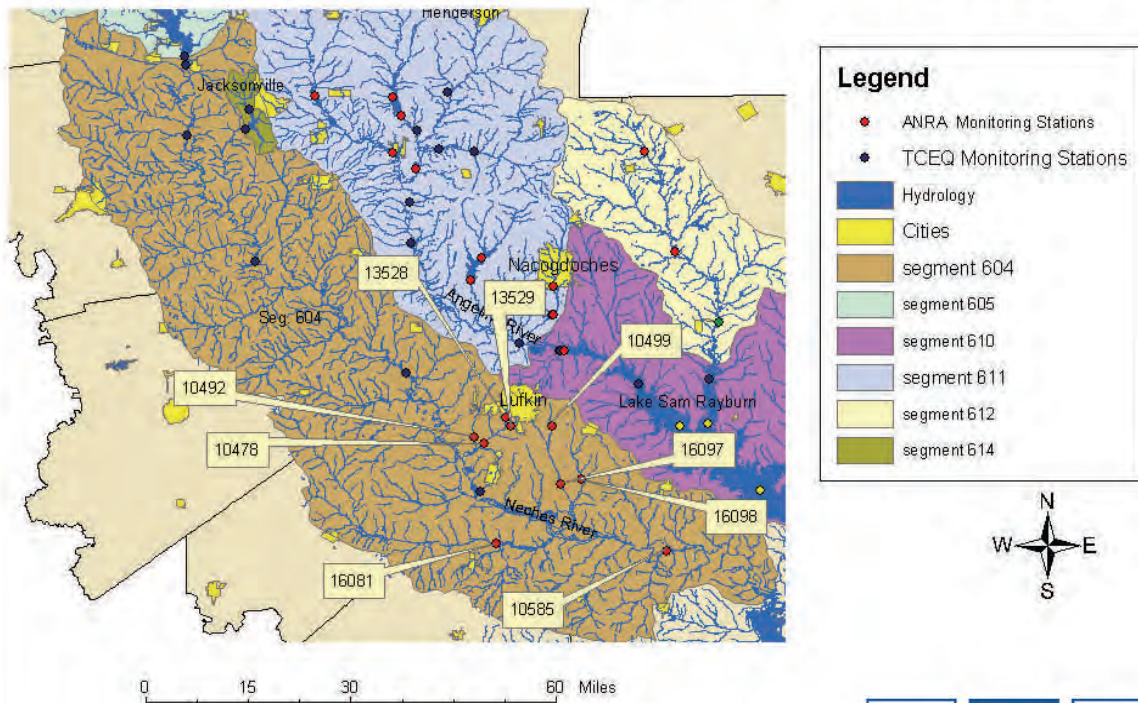 Henderson
Jacksonville
13528
Nacogdoches
13529
Angelina River
Seg. 604
10499
10492
Lufkin
Lake Sam Rayburn
10478
16097
16098
Neches River
16081
10585
0 15 30 60 Miles
Legend
ANRA Monitoring Stations
TCEQ Monitoring Stations
Hydrology
Cities
segment 604
segment 605
segment 610
segment 611
segment 612
segment 614
N
W E
S